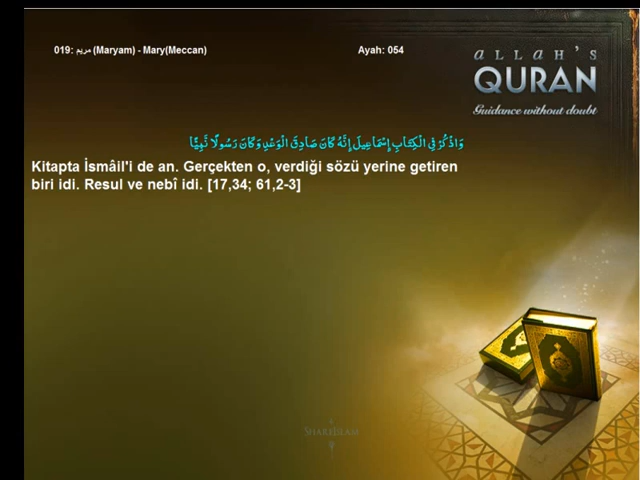 019: مريم (Maryam) - Mary(Meccan) Ayah: 054
ALLAH'S
QURAN
Guidance without doubt
وَاذْكُرْ فِي الْكِتَابِ إِسْمَاعِيلَ إِنَّهُ كَانَ صَادِقَ الْوَعْدِ وَكَانَ رَسُولًا نَّبِيًّا
Kitapta İsmâil'i de an. Gerçekten o, verdiği sözü yerine getiren
biri idi. Resul ve nebî idi. [17,34; 61,2-3]
SHAREISLAM